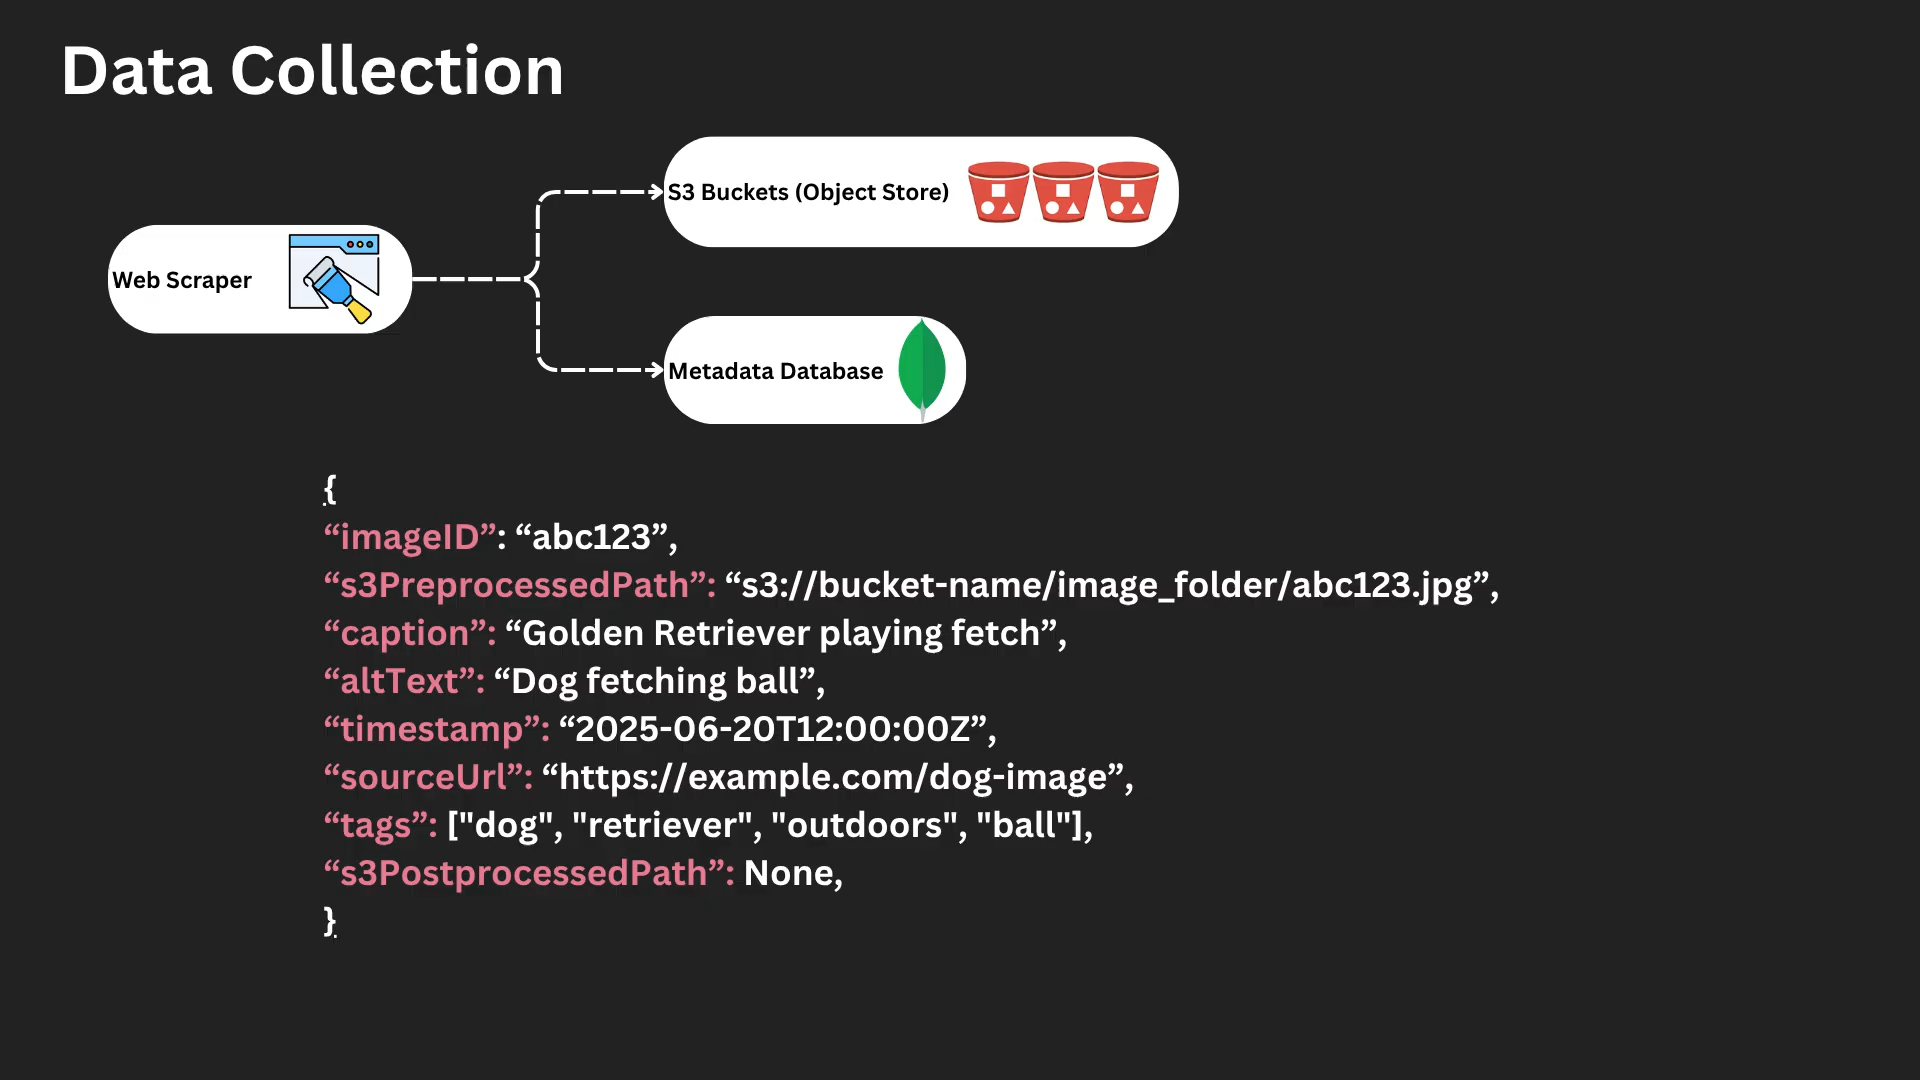 Data Collection
S3 Buckets (Object Store)
Web Scraper
Metadata Database
{
“imageID”: “abc123”,
“s3PreprocessedPath”: “s3://bucket-name/image_folder/abc123.jpg”,
“caption”: “Golden Retriever playing fetch”,
“altText”: “Dog fetching ball”,
“timestamp”: “2025-06-20T12:00:00Z”,
“sourceUrl”: “https://example.com/dog-image”,
“tags”: ["dog", "retriever", "outdoors", "ball"],
“s3PostprocessedPath”: None,
}